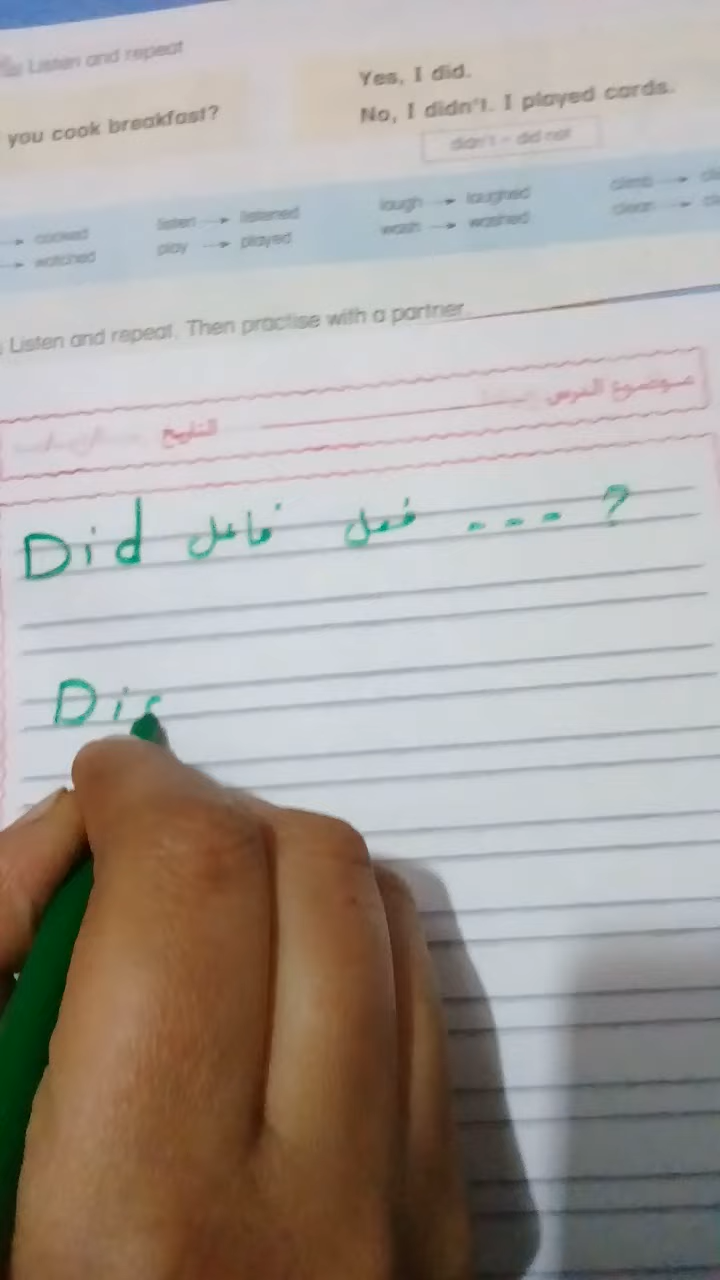 Listen and repeat
you cook breakfast?
Yes, I did.
No, I didn't. I played cards.
didn't = did not
→ cooked
listen → listened
laugh → laughed
climb →
→ watched
play → played
wash → washed
clean →
Listen and repeat. Then practise with a partner.
موضوع الدرس
التاريخ
Did فاعل فعل - - - ?
Di